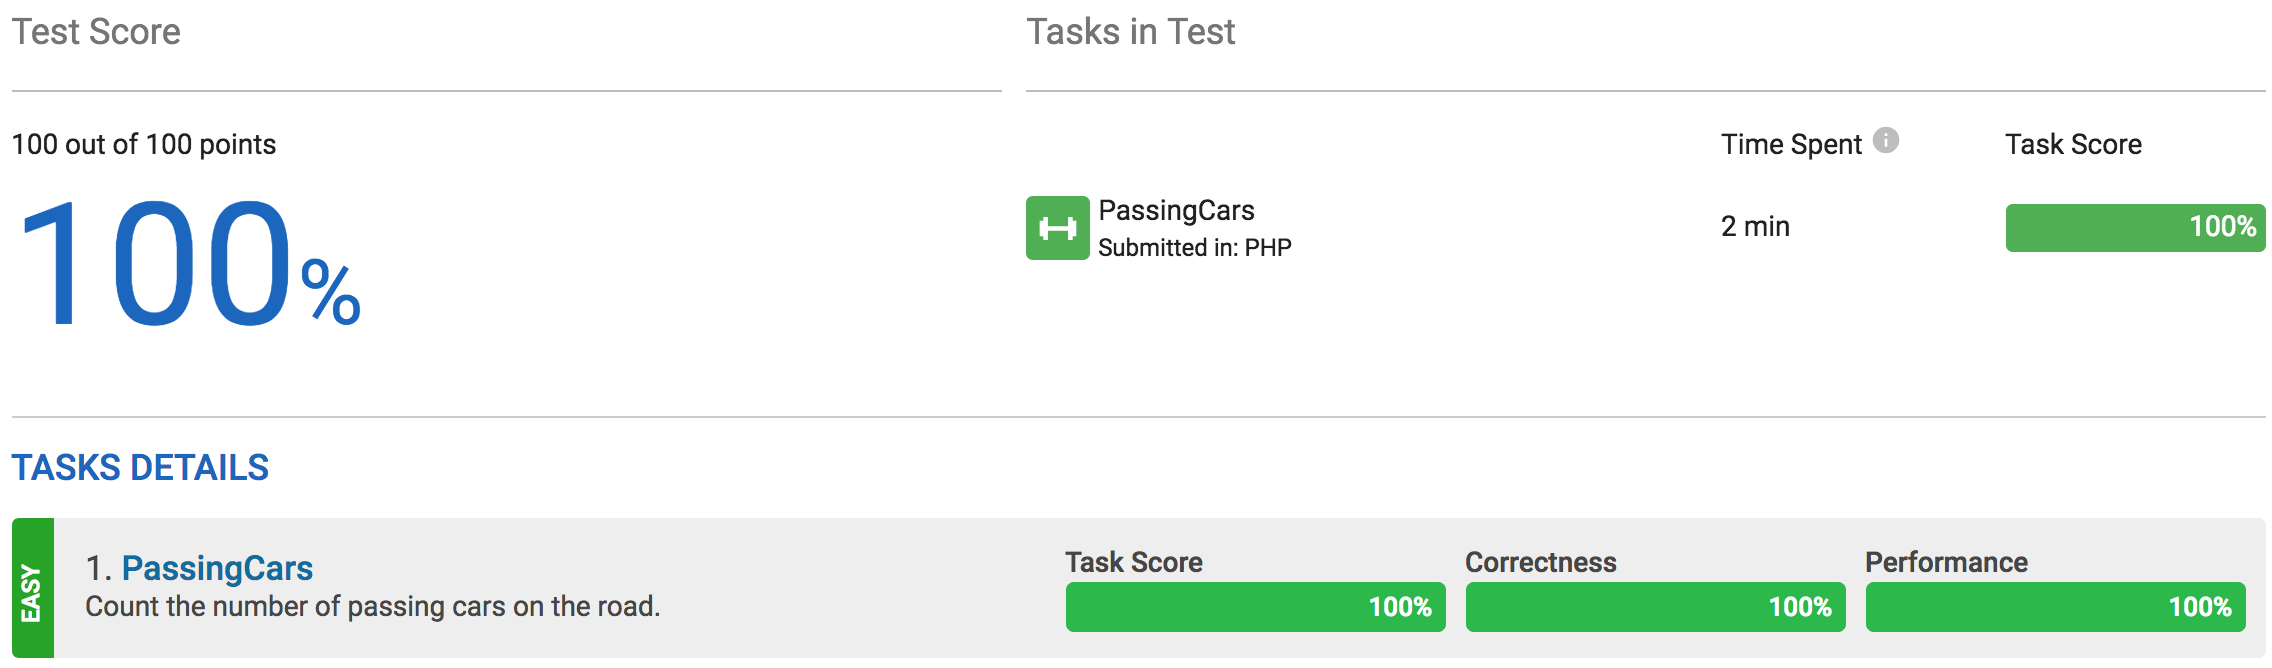 Test Score
Tasks in Test
100 out of 100 points
Time Spent
Task Score
100%
PassingCars
Submitted in: PHP
2 min
100%
TASKS DETAILS
EASY
1. PassingCars
Count the number of passing cars on the road.
Task Score
Correctness
Performance
100%
100%
100%